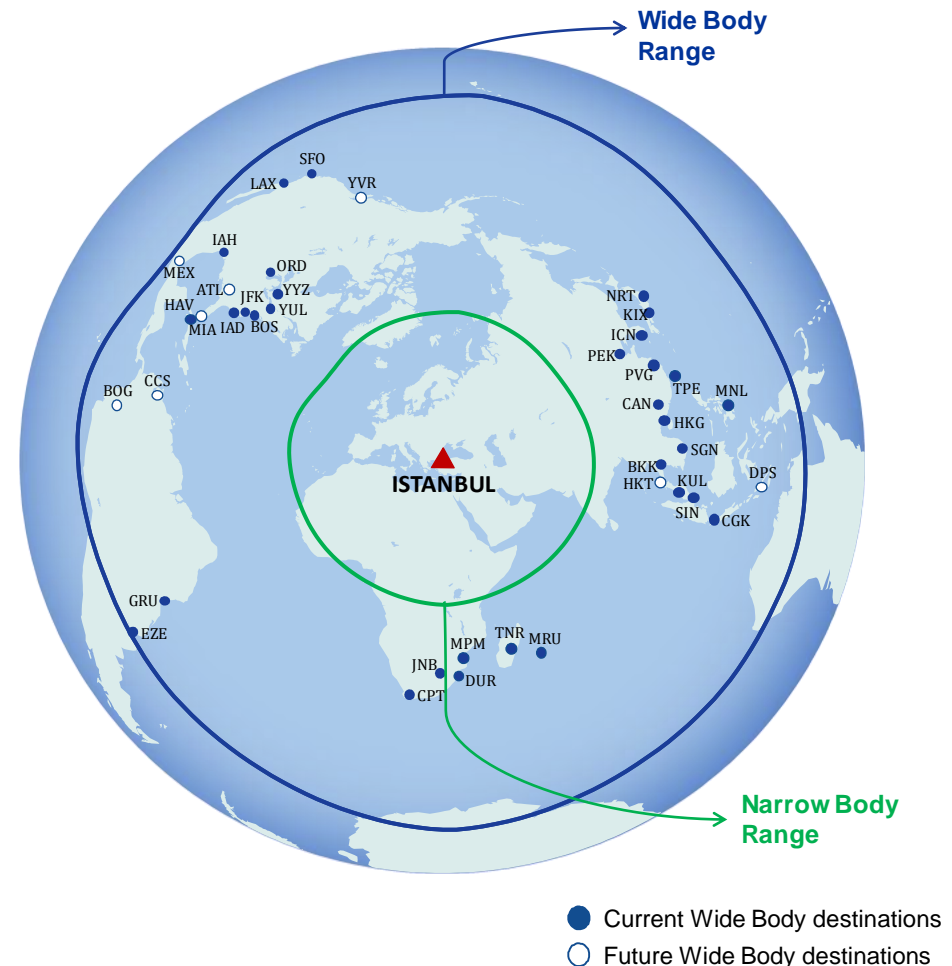 Wide Body
Range
SFO
LAX
YVR
IAH
MEX
ORD
ATL
YYZ
JFK
HAV
YUL
MIA
IAD
BOS
NRT
KIX
ICN
PEK
PVG
TPE
BOG
CCS
CAN
MNL
HKG
SGN
BKK
ISTANBUL
HKT
KUL
DPS
SIN
CGK
GRU
EZE
MPM
TNR
MRU
JNB
DUR
CPT
Narrow Body
Range
Current Wide Body destinations
Future Wide Body destinations